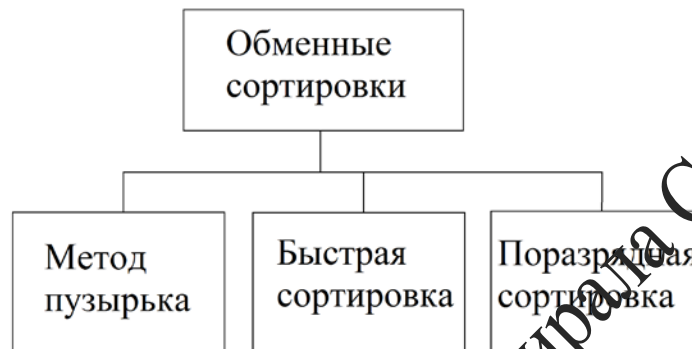 Обменные
сортировки
Метод
пузырька
Быстрая
сортировка
Поразрядная
сортировка